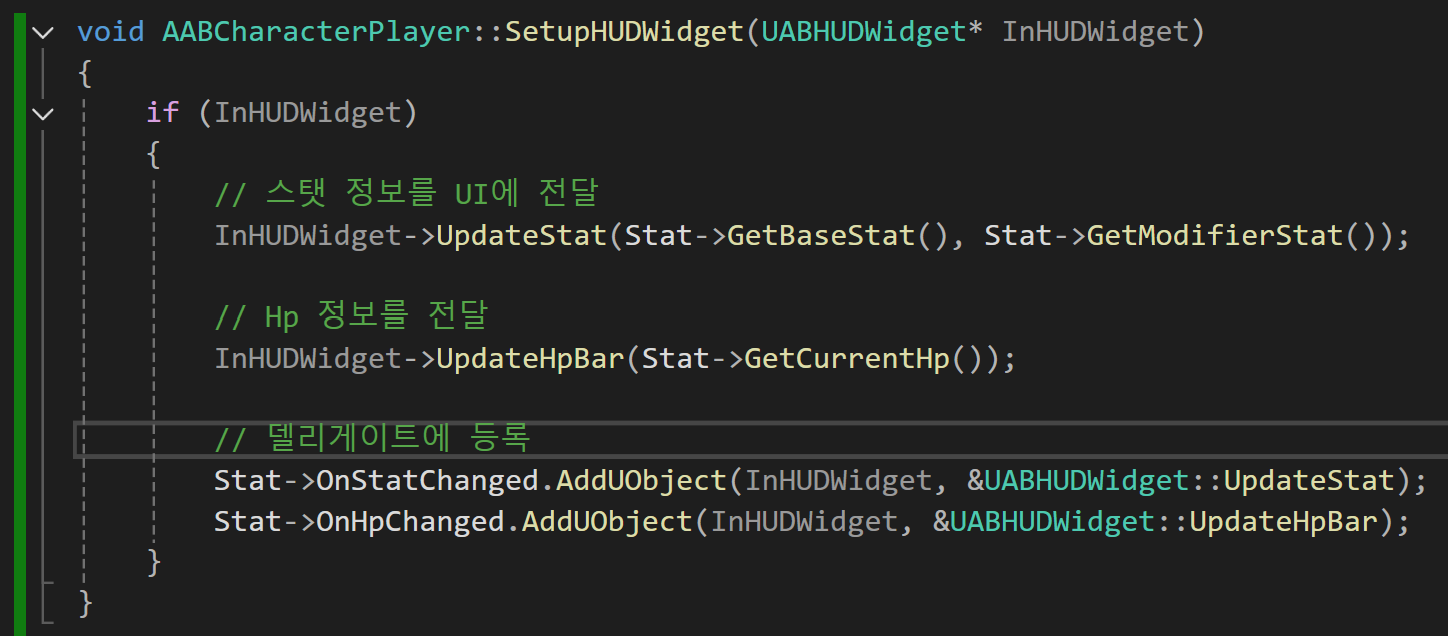 void AABCharacterPlayer::SetupHUDWidget(UABHUDWidget* InHUDWidget)
{
    if (InHUDWidget)
    {
        // 스탯 정보를 UI에 전달
        InHUDWidget->UpdateStat(Stat->GetBaseStat(), Stat->GetModifierStat());

        // Hp 정보를 전달
        InHUDWidget->UpdateHpBar(Stat->GetCurrentHp());

        // 델리게이트에 등록
        Stat->OnStatChanged.AddUObject(InHUDWidget, &UABHUDWidget::UpdateStat);
        Stat->OnHpChanged.AddUObject(InHUDWidget, &UABHUDWidget::UpdateHpBar);
    }
}